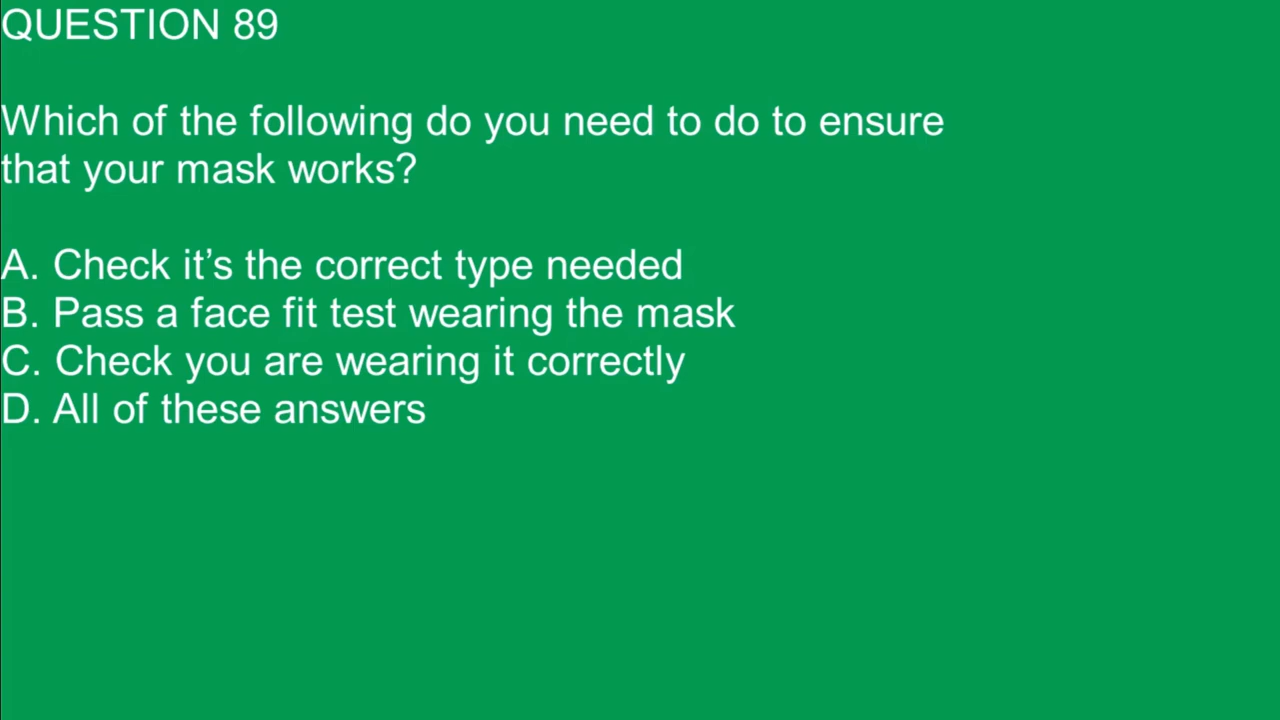 QUESTION 89
Which of the following do you need to do to ensure
that your mask works?
A. Check it’s the correct type needed
B. Pass a face fit test wearing the mask
C. Check you are wearing it correctly
D. All of these answers